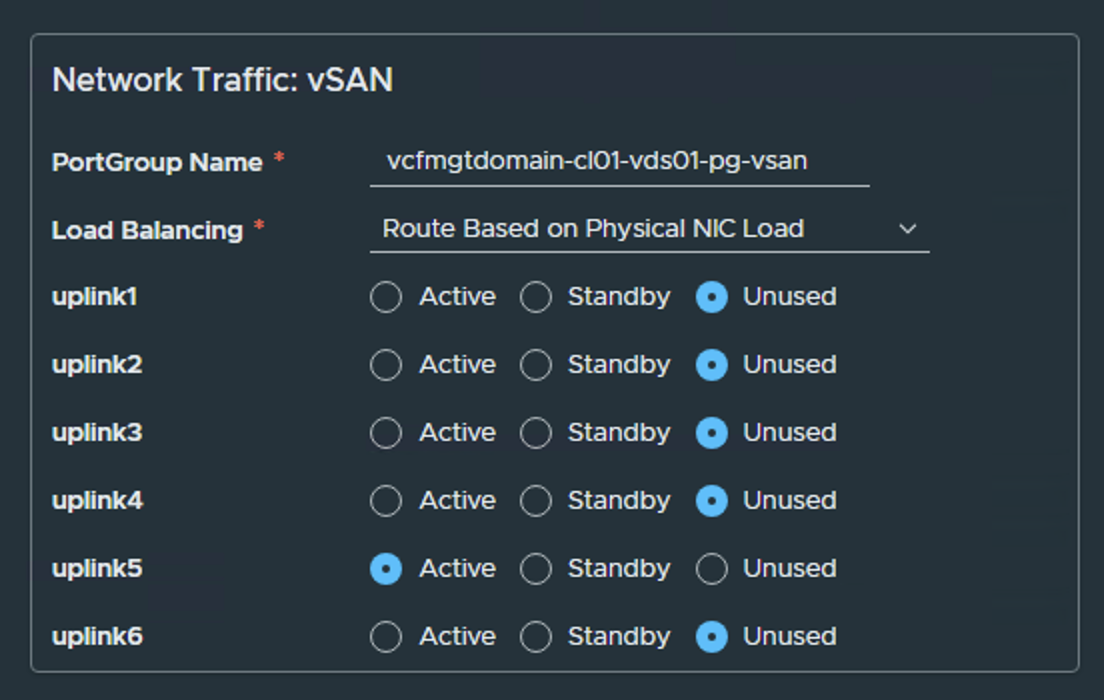 Network Traffic: vSAN
PortGroup Name * vcfmgtdomain-cl01-vds01-pg-vsan
Load Balancing * Route Based on Physical NIC Load
uplink1 Active Standby Unused
uplink2 Active Standby Unused
uplink3 Active Standby Unused
uplink4 Active Standby Unused
uplink5 Active Standby Unused
uplink6 Active Standby Unused